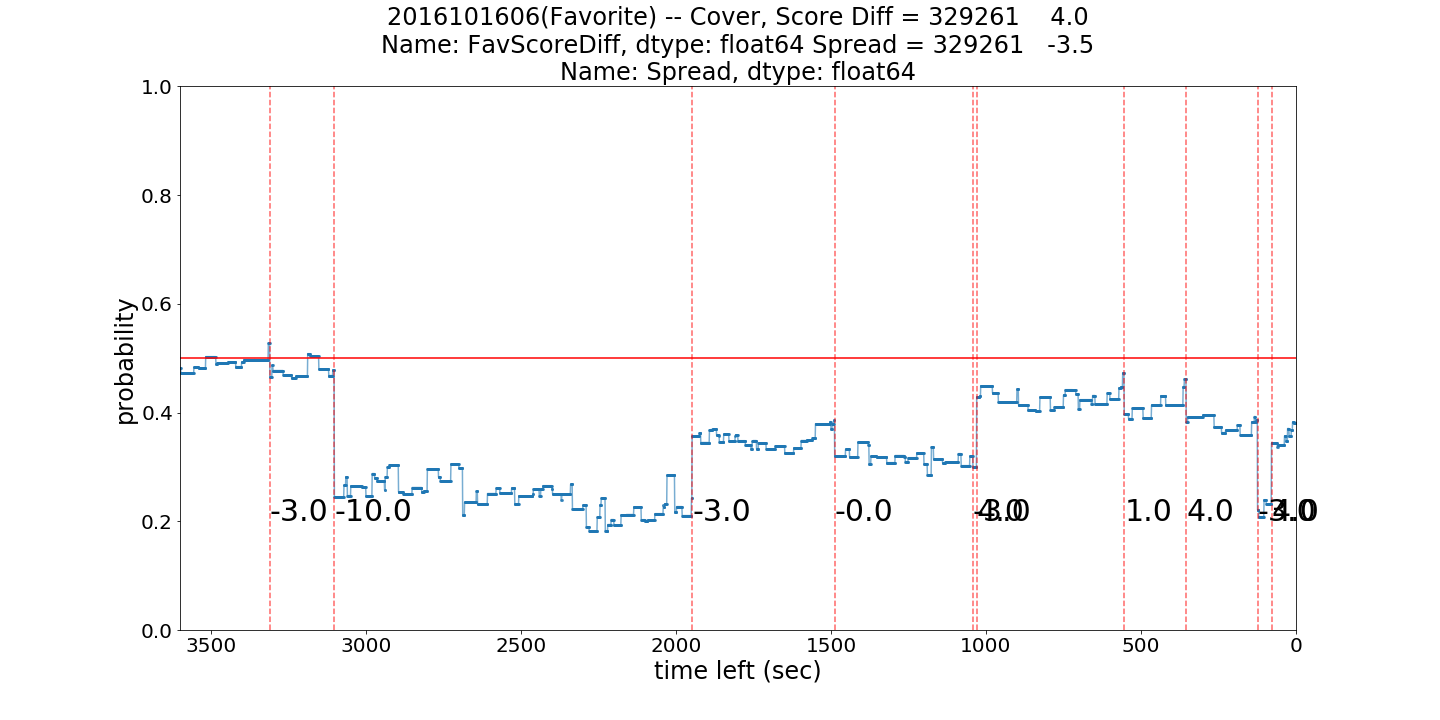 2016101606(Favorite) -- Cover, Score Diff = 329261    4.0
Name: FavScoreDiff, dtype: float64 Spread = 329261   -3.5
Name: Spread, dtype: float64
1.0
0.8
0.6
0.4
0.2
0.0
probability
-3.0 -10.0 -3.0 -0.0 1.0 4.0
3500 3000 2500 2000 1500 1000 500 0
time left (sec)